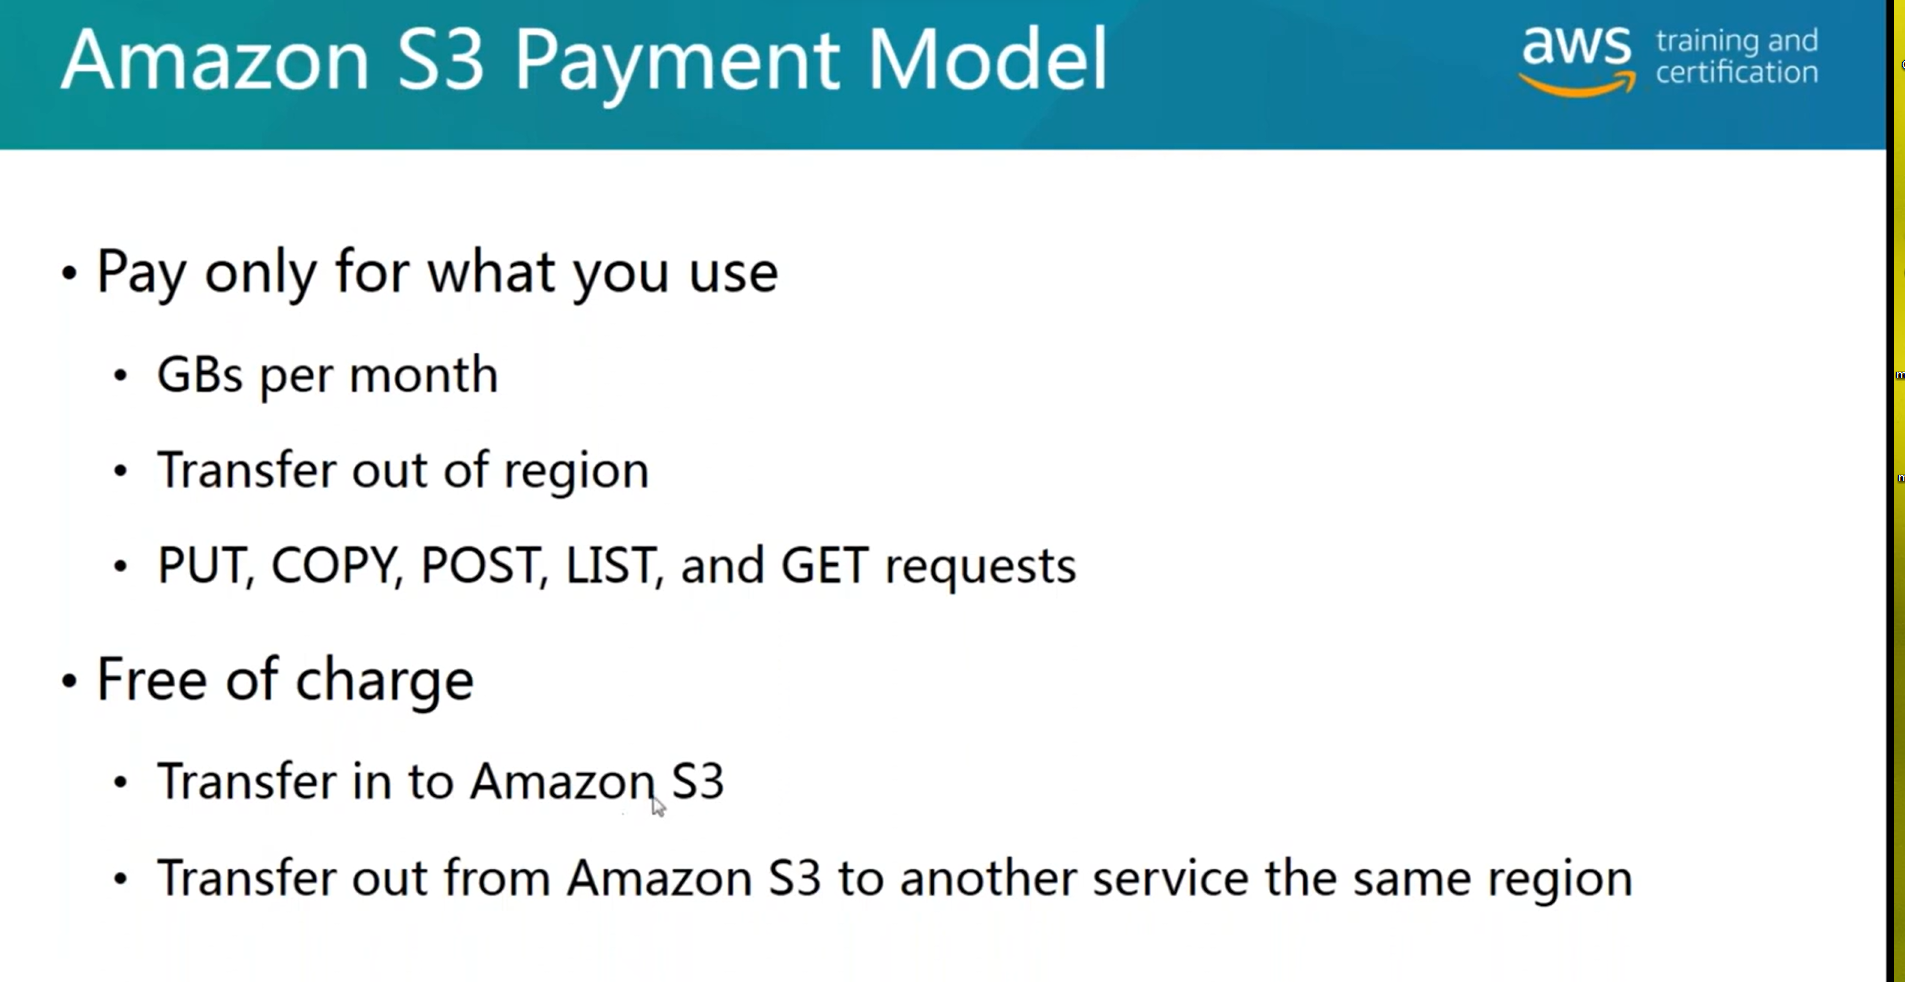 Amazon S3 Payment Model
aws training and
certification
• Pay only for what you use
• GBs per month
• Transfer out of region
• PUT, COPY, POST, LIST, and GET requests
• Free of charge
• Transfer in to Amazon S3
• Transfer out from Amazon S3 to another service the same region